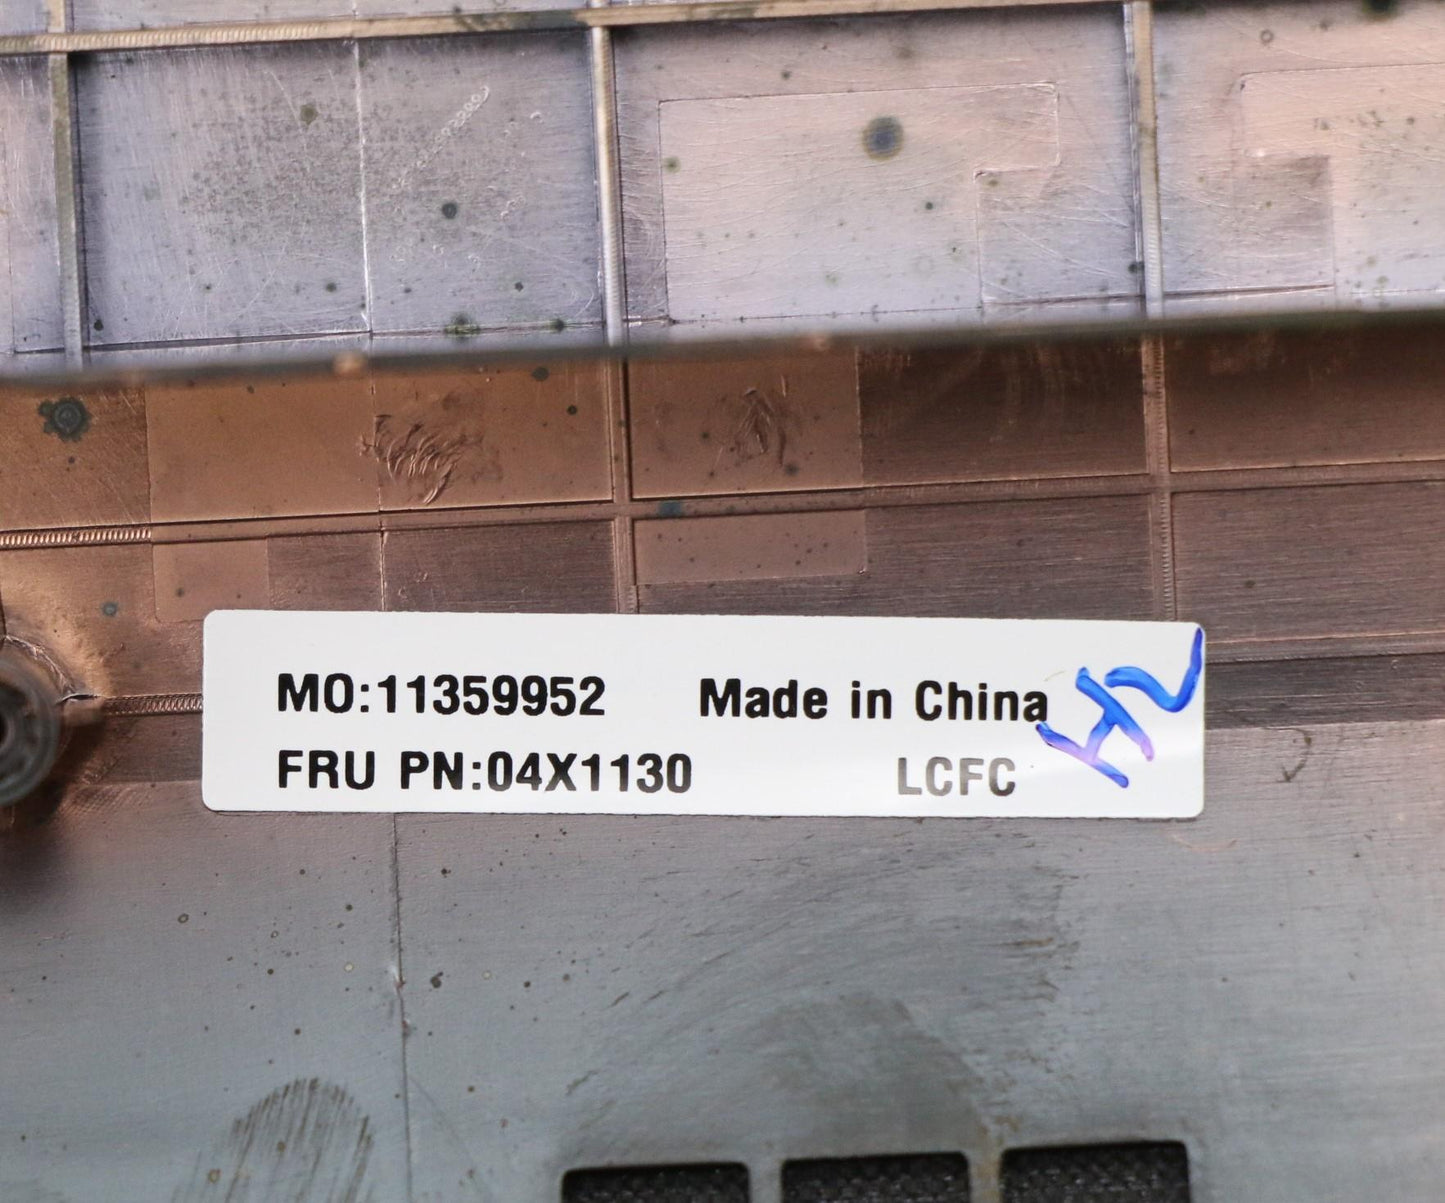 MO:11359952 Made in China
FRU PN:04X1130 LCFC